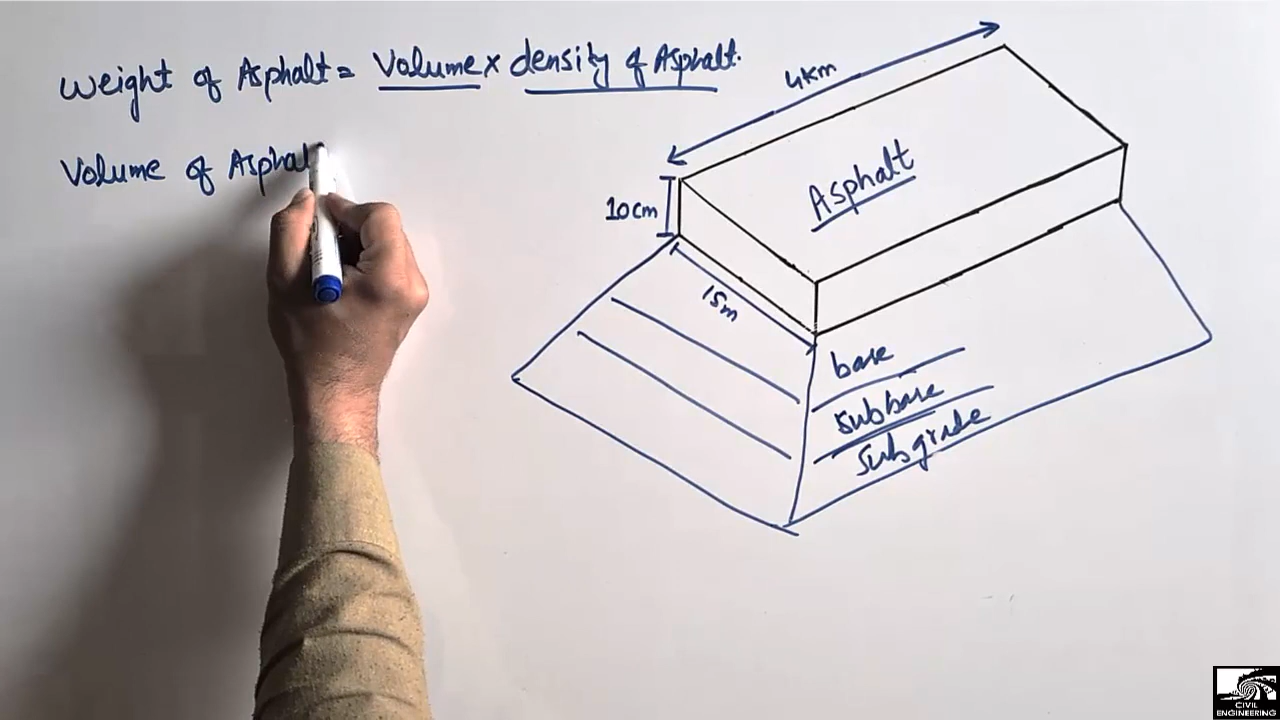 Weight of Asphalt = Volume x density of Asphalt.
Volume of Asphal
4km
Asphalt
10cm
15m
base
subbase
subgrade
CIVIL
ENGINEERING